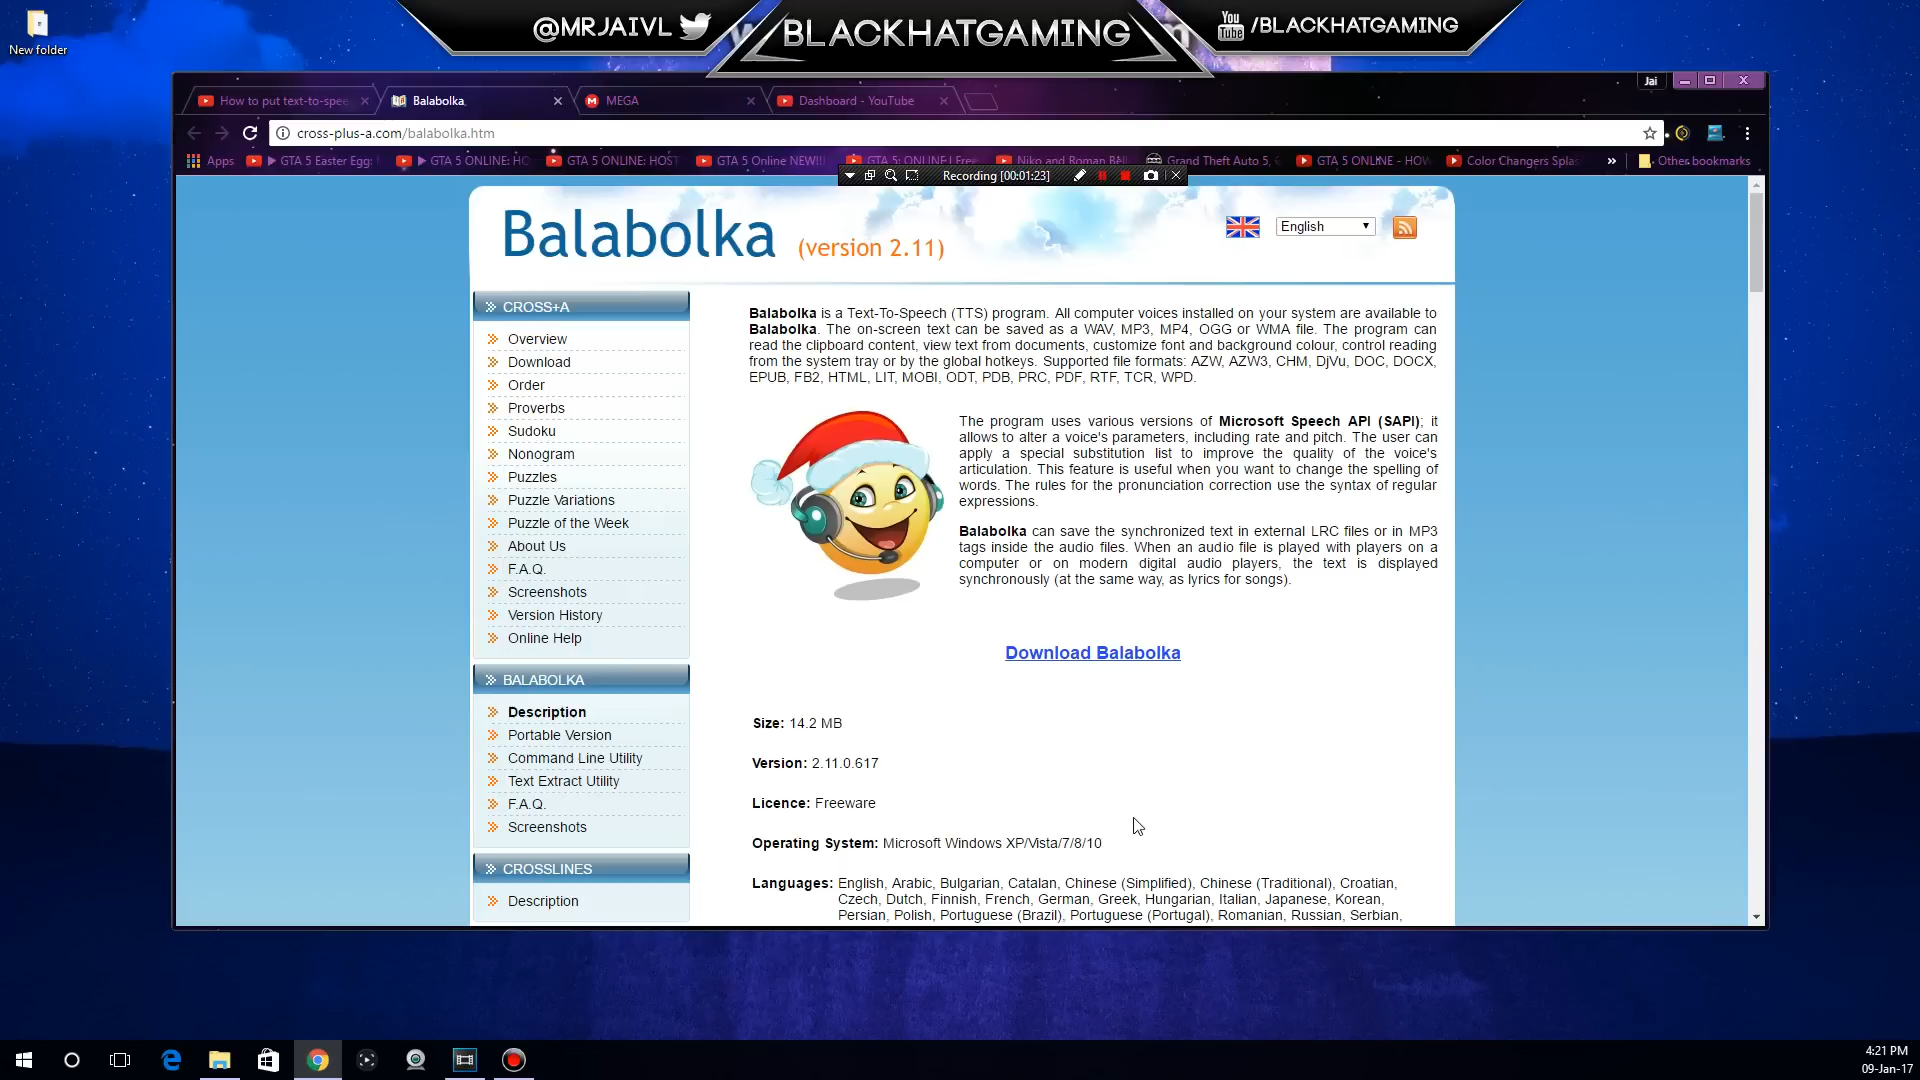 New folder
@MRJAIVL
BLACKHATGAMING
You Tube /BLACKHATGAMING
Jai
How to put text-to-spee
Balabolka
MEGA
Dashboard - YouTube
cross-plus-a.com/balabolka.htm
Apps
GTA 5 Easter Egg:
GTA 5 ONLINE: HO
GTA 5 ONLINE: HOST
GTA 5 Online NEW!!!
GTA 5: ONLINE | Free
Niko and Roman
Grand Theft Auto 5,
GTA 5 ONLINE - HOW
Color Changers Splas
Other bookmarks
Recording [00:01:23]
Balabolka (version 2.11)
English
CROSS+A
Overview
Download
Order
Proverbs
Sudoku
Nonogram
Puzzles
Puzzle Variations
Puzzle of the Week
About Us
F.A.Q.
Screenshots
Version History
Online Help
BALABOLKA
Description
Portable Version
Command Line Utility
Text Extract Utility
F.A.Q.
Screenshots
CROSSLINES
Description
Balabolka is a Text-To-Speech (TTS) program. All computer voices installed on your system are available to
Balabolka. The on-screen text can be saved as a WAV, MP3, MP4, OGG or WMA file. The program can
read the clipboard content, view text from documents, customize font and background colour, control reading
from the system tray or by the global hotkeys. Supported file formats: AZW, AZW3, CHM, DjVu, DOC, DOCX,
EPUB, FB2, HTML, LIT, MOBI, ODT, PDB, PRC, PDF, RTF, TCR, WPD.
The program uses various versions of Microsoft Speech API (SAPI); it
allows to alter a voice's parameters, including rate and pitch. The user can
apply a special substitution list to improve the quality of the voice's
articulation. This feature is useful when you want to change the spelling of
words. The rules for the pronunciation correction use the syntax of regular
expressions.
Balabolka can save the synchronized text in external LRC files or in MP3
tags inside the audio files. When an audio file is played with players on a
computer or on modern digital audio players, the text is displayed
synchronously (at the same way, as lyrics for songs).
Download Balabolka
Size: 14.2 MB
Version: 2.11.0.617
Licence: Freeware
Operating System: Microsoft Windows XP/Vista/7/8/10
Languages: English, Arabic, Bulgarian, Catalan, Chinese (Simplified), Chinese (Traditional), Croatian,
Czech, Dutch, Finnish, French, German, Greek, Hungarian, Italian, Japanese, Korean,
Persian, Polish, Portuguese (Brazil), Portuguese (Portugal), Romanian, Russian, Serbian,
4:21 PM
09-Jan-17